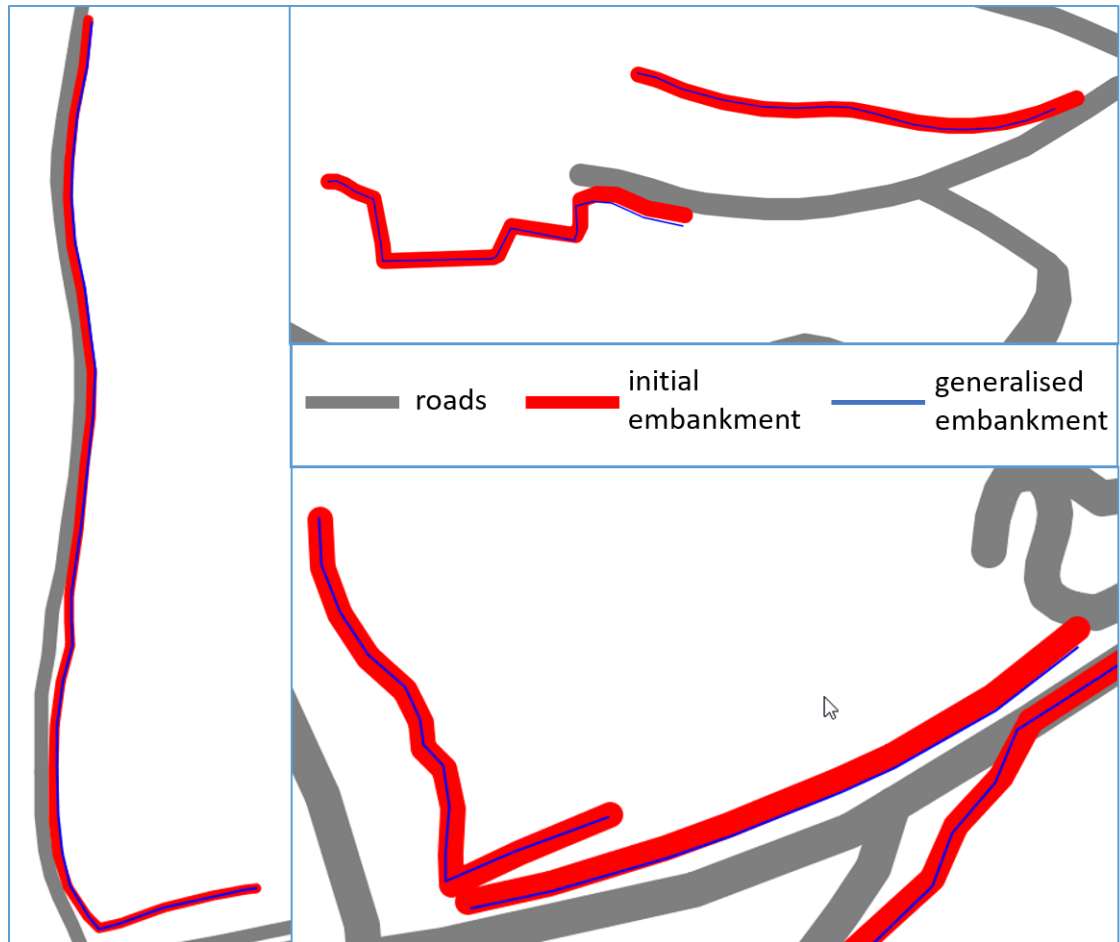 roads
initial
embankment
generalised
embankment